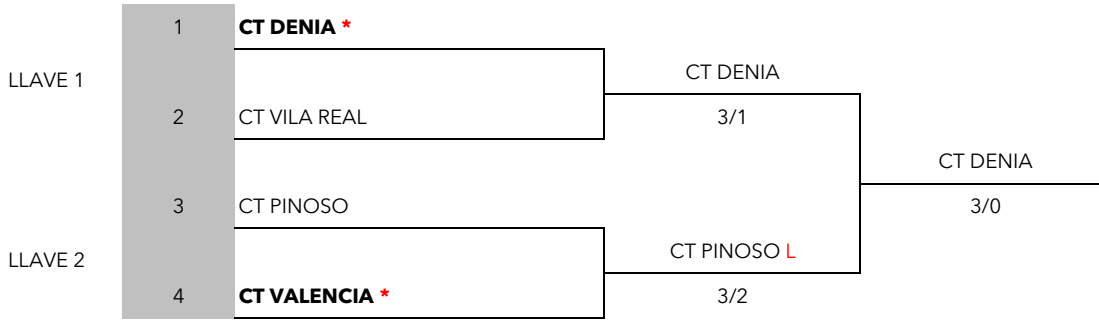 1 CT DENIA *
LLAVE 1
CT DENIA
2 CT VILA REAL
3/1
CT DENIA
3 CT PINOSO
3/0
LLAVE 2
CT PINOSO L
4 CT VALENCIA *
3/2